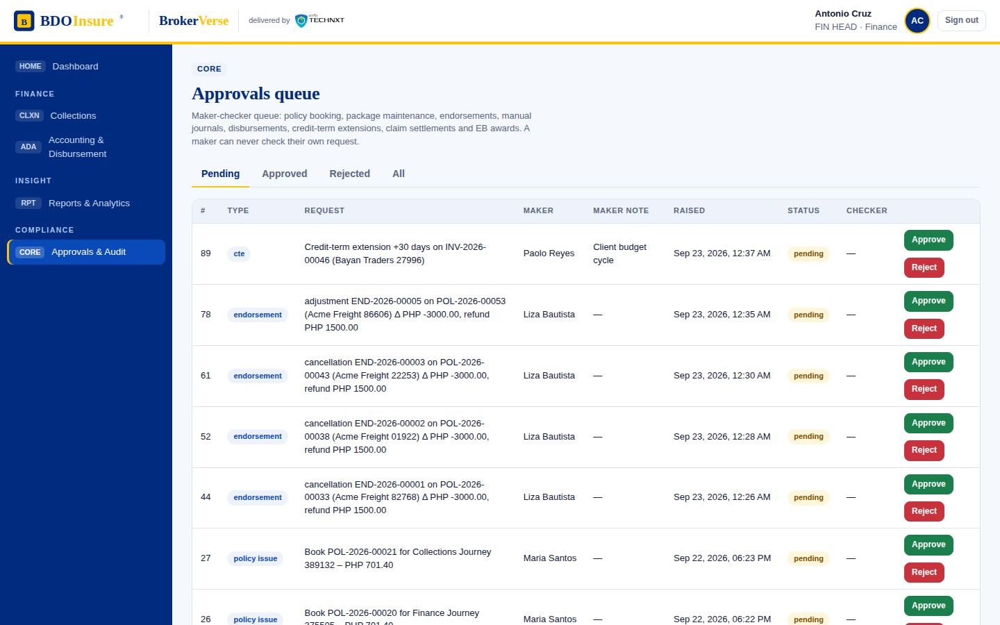 B BDOInsure ®
BrokerVerse
delivered by TECHNXT
Antonio Cruz
FIN HEAD · Finance
AC
Sign out
HOME Dashboard
FINANCE
CLXN Collections
ADA Accounting &
Disbursement
INSIGHT
RPT Reports & Analytics
COMPLIANCE
CORE Approvals & Audit
CORE
Approvals queue
Maker-checker queue: policy booking, package maintenance, endorsements, manual
journals, disbursements, credit-term extensions, claim settlements and EB awards. A
maker can never check their own request.
Pending Approved Rejected All
# TYPE REQUEST MAKER MAKER NOTE RAISED STATUS CHECKER
89 cte Credit-term extension +30 days on INV-2026-
00046 (Bayan Traders 27996) Paolo Reyes Client budget
cycle Sep 23, 2026, 12:37 AM pending — Approve
Reject
78 endorsement adjustment END-2026-00005 on POL-2026-00053
(Acme Freight 86606) Δ PHP -3000.00, refund
PHP 1500.00 Liza Bautista — Sep 23, 2026, 12:35 AM pending — Approve
Reject
61 endorsement cancellation END-2026-00003 on POL-2026-
00043 (Acme Freight 22253) Δ PHP -3000.00,
refund PHP 1500.00 Liza Bautista — Sep 23, 2026, 12:30 AM pending — Approve
Reject
52 endorsement cancellation END-2026-00002 on POL-2026-
00038 (Acme Freight 01922) Δ PHP -3000.00,
refund PHP 1500.00 Liza Bautista — Sep 23, 2026, 12:28 AM pending — Approve
Reject
44 endorsement cancellation END-2026-00001 on POL-2026-
00033 (Acme Freight 82768) Δ PHP -3000.00,
refund PHP 1500.00 Liza Bautista — Sep 23, 2026, 12:26 AM pending — Approve
Reject
27 policy issue Book POL-2026-00021 for Collections Journey
389132 – PHP 701.40 Maria Santos — Sep 22, 2026, 06:23 PM pending — Approve
Reject
26 policy issue Book POL-2026-00020 for Finance Journey
Maria Santos — Sep 22, 2026, 06:22 PM pending — Approve